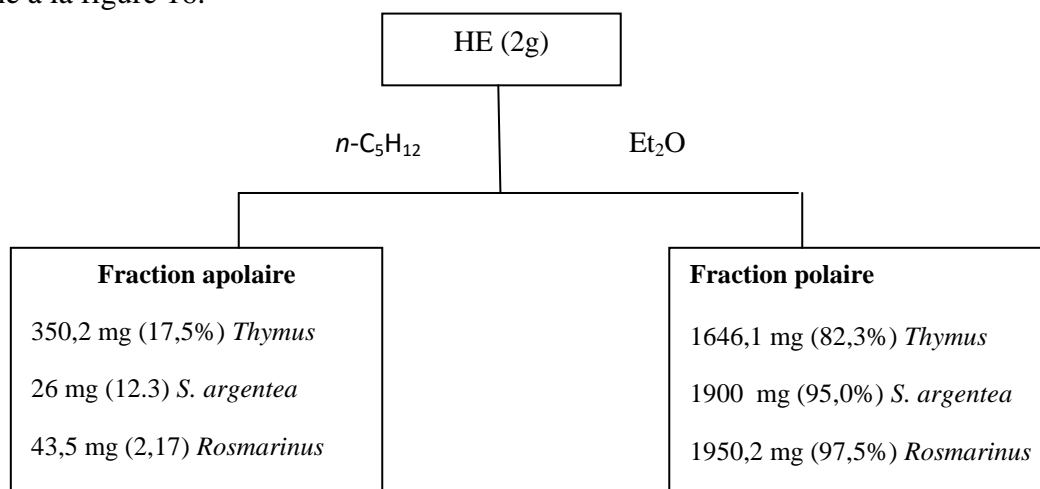 HE (2g)
n-C₅H₁₂
Et₂O
Fraction apolaire
350,2 mg (17,5%) Thymus
26 mg (12.3) S. argentea
43,5 mg (2,17) Rosmarinus
Fraction polaire
1646,1 mg (82,3%) Thymus
1900 mg (95,0%) S. argentea
1950,2 mg (97,5%) Rosmarinus